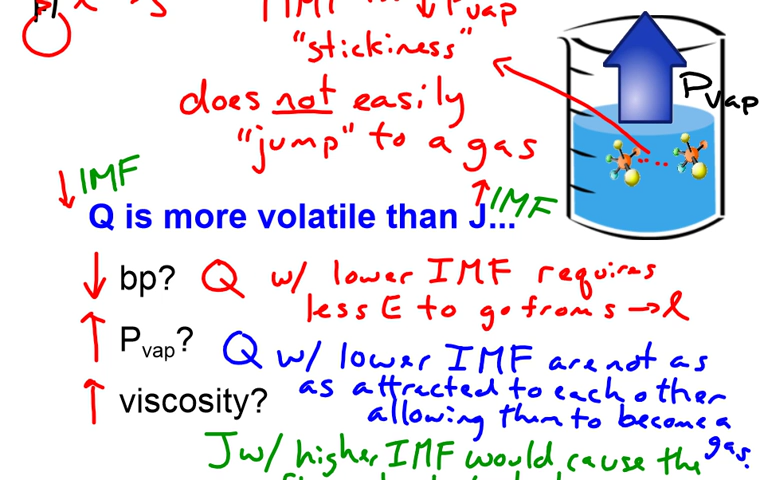 ↑IMF ↓Pvap
"stickiness"
Pvap
does not easily
"jump" to a gas
↓IMF
↑IMF
Q is more volatile than J...
↓ bp? Q w/ lower IMF requires
less E to go from s → l
↑ Pvap? Q w/ lower IMF are not as
as attracted to each other
allowing them to become a
gas.
↑ viscosity?
J w/ higher IMF would cause the